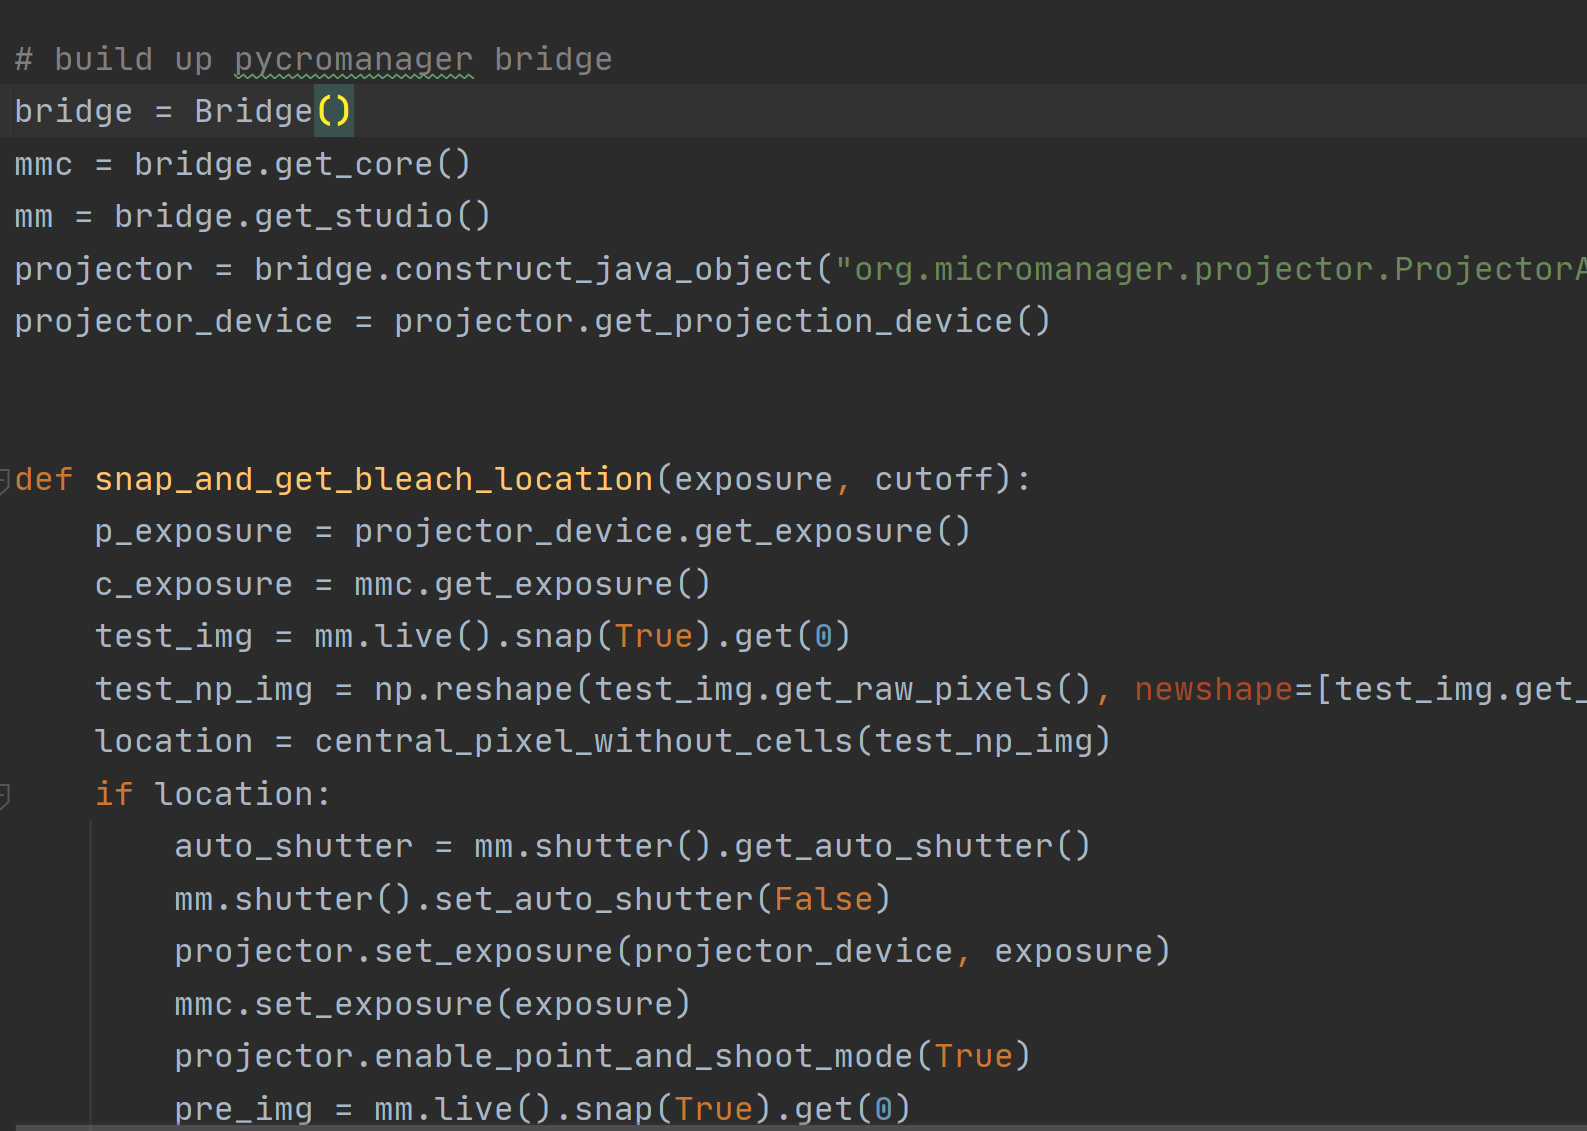 # build up pycromanager bridge
bridge = Bridge()
mmc = bridge.get_core()
mm = bridge.get_studio()
projector = bridge.construct_java_object("org.micromanager.projector.ProjectorA
projector_device = projector.get_projection_device()
def snap_and_get_bleach_location(exposure, cutoff):
    p_exposure = projector_device.get_exposure()
    c_exposure = mmc.get_exposure()
    test_img = mm.live().snap(True).get(0)
    test_np_img = np.reshape(test_img.get_raw_pixels(), newshape=[test_img.get_
    location = central_pixel_without_cells(test_np_img)
    if location:
        auto_shutter = mm.shutter().get_auto_shutter()
        mm.shutter().set_auto_shutter(False)
        projector.set_exposure(projector_device, exposure)
        mmc.set_exposure(exposure)
        projector.enable_point_and_shoot_mode(True)
        pre_img = mm.live().snap(True).get(0)